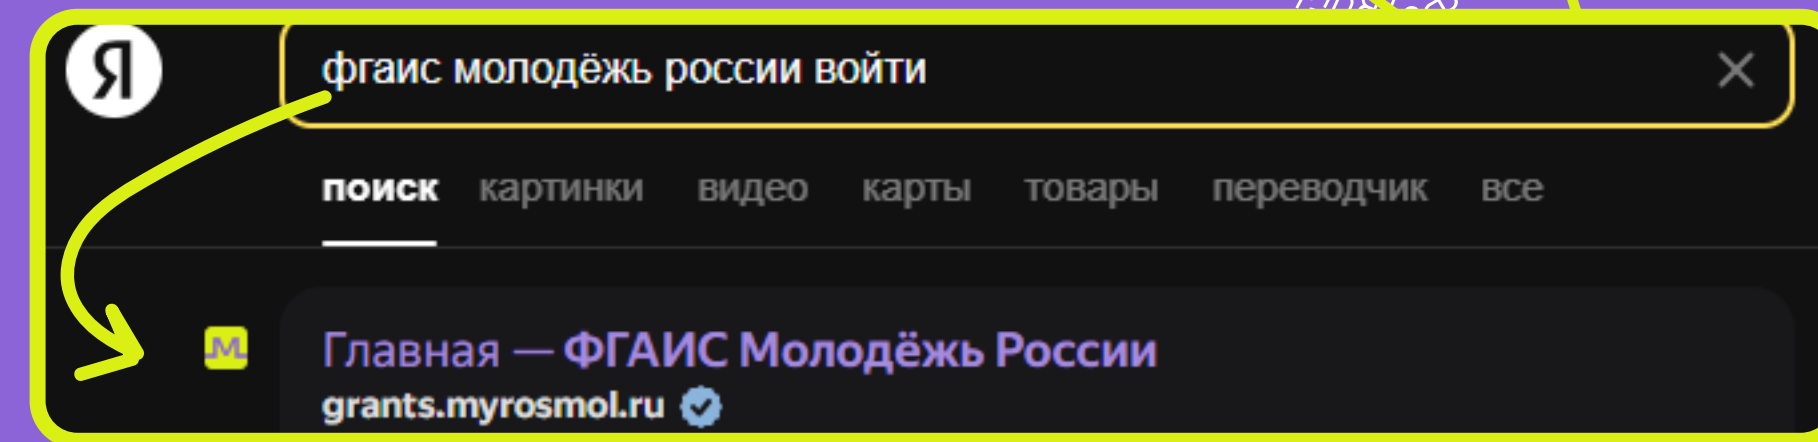 Я фгаис молодёжь россии войти
поиск картинки видео карты товары переводчик все
м Главная — ФГАИС Молодёжь России
grants.myrosmol.ru